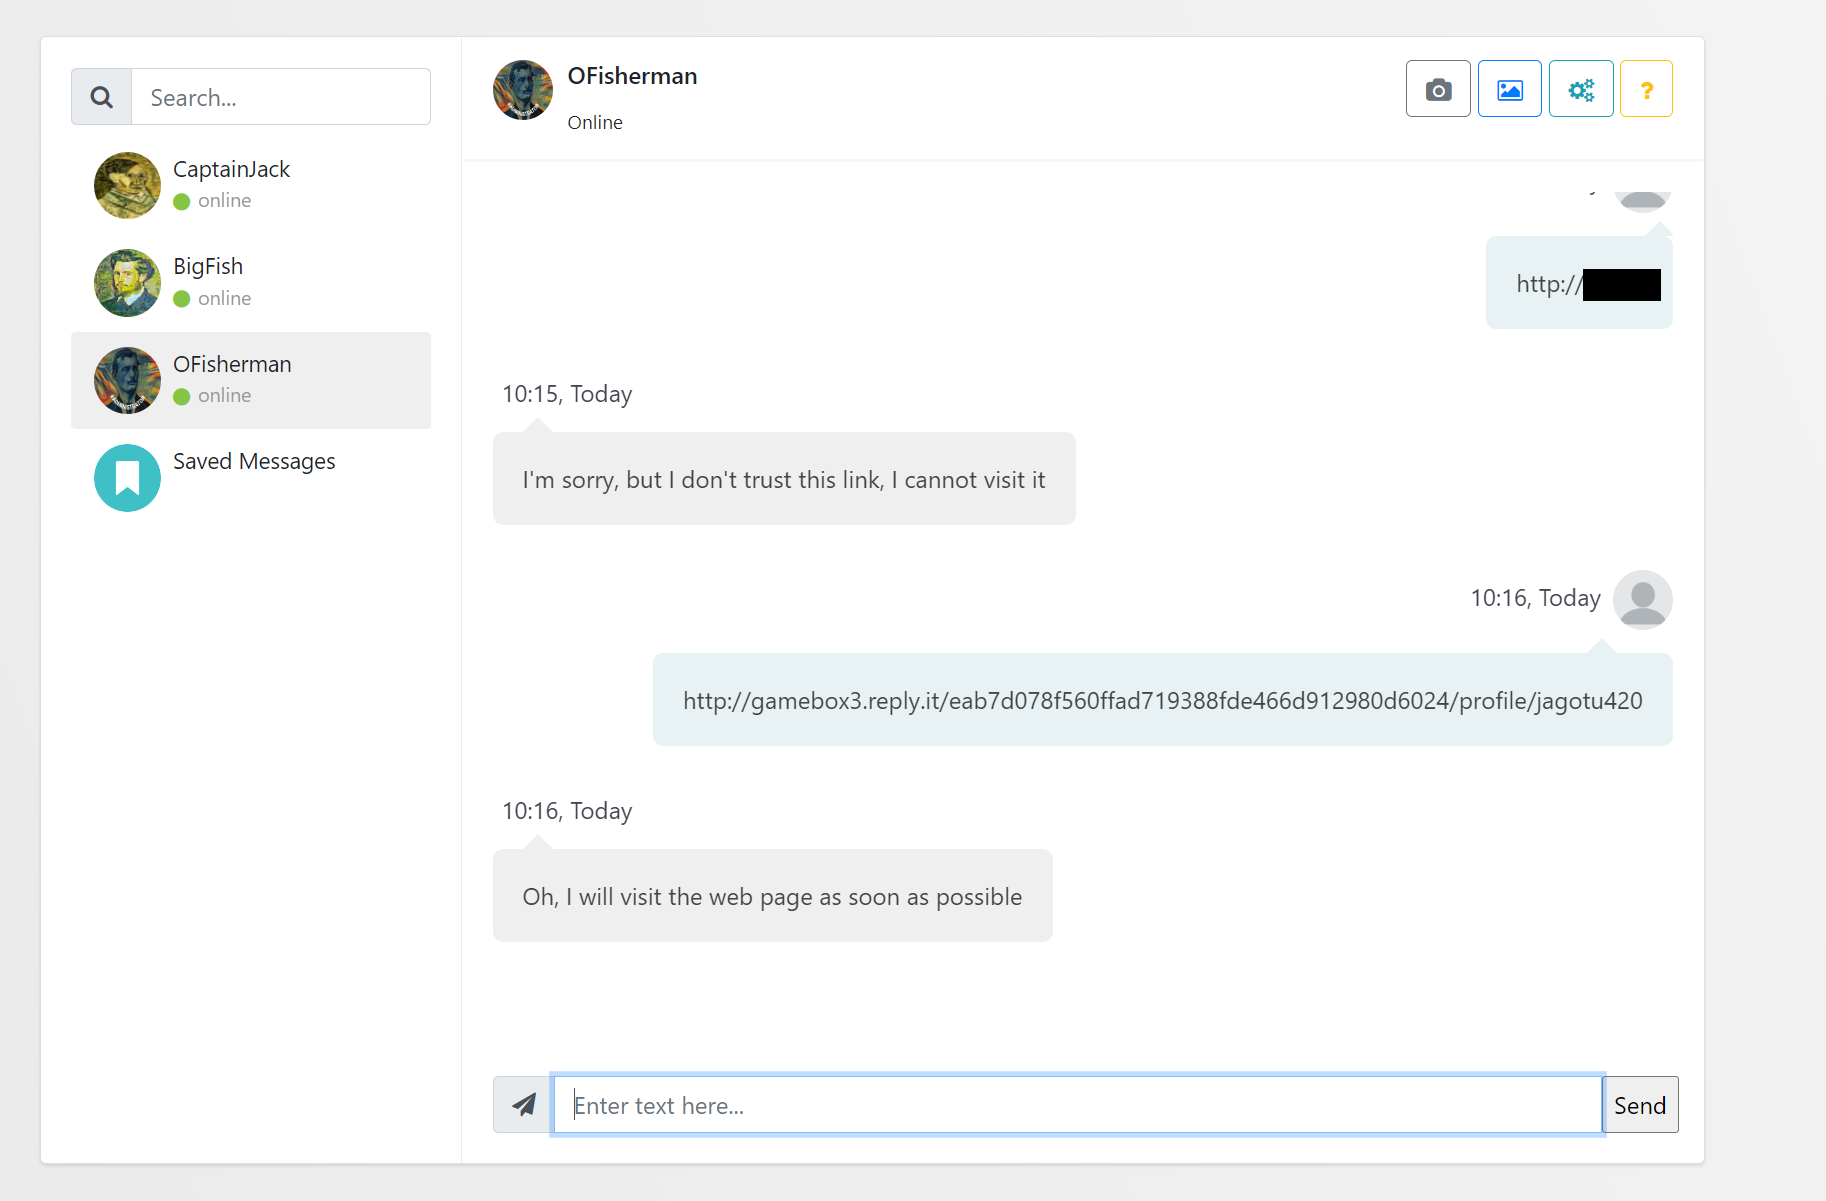 Search...
CaptainJack
online
BigFish
online
OFisherman
online
Saved Messages
OFisherman
Online
?
http://
10:15, Today
I'm sorry, but I don't trust this link, I cannot visit it
10:16, Today
http://gamebox3.reply.it/eab7d078f560ffad719388fde466d912980d6024/profile/jagotu420
10:16, Today
Oh, I will visit the web page as soon as possible
Enter text here...
Send